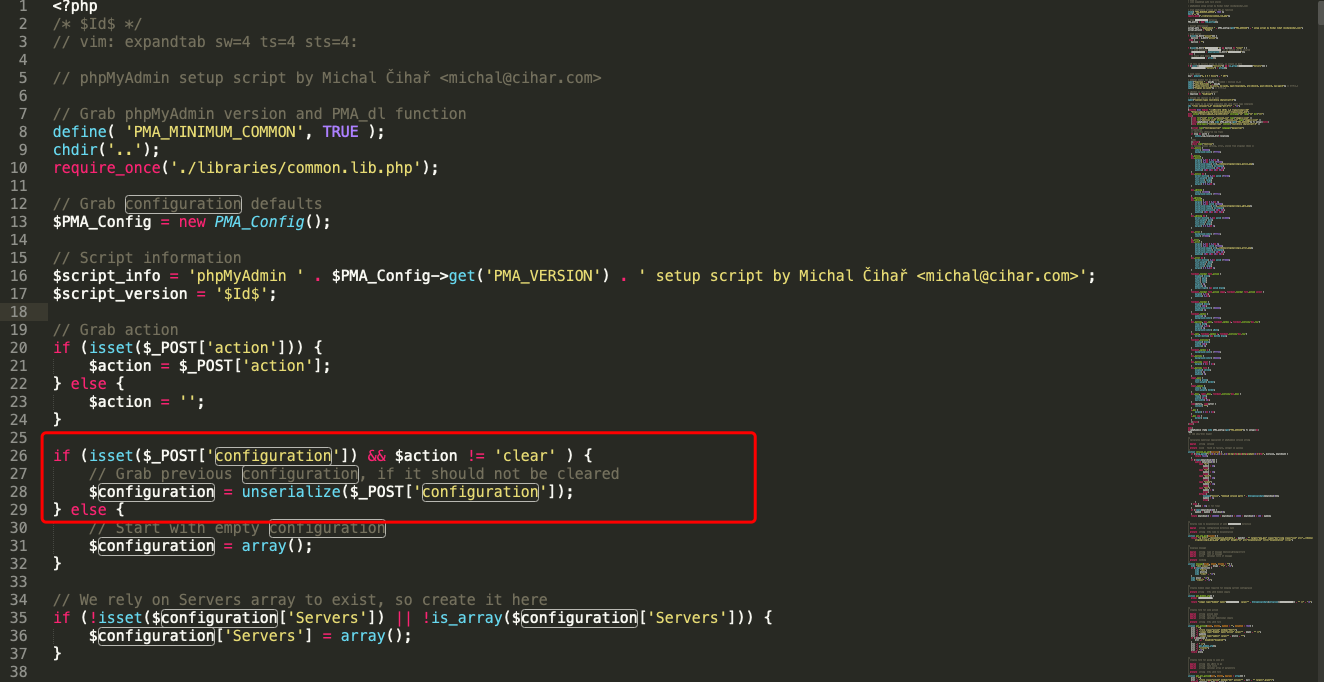 1 <?php
2 /* $Id$ */
3 // vim: expandtab sw=4 ts=4 sts=4:
4
5 // phpMyAdmin setup script by Michal Čihař <michal@cihar.com>
6
7 // Grab phpMyAdmin version and PMA_dl function
8 define( 'PMA_MINIMUM_COMMON', TRUE );
9 chdir('..');
10 require_once('./libraries/common.lib.php');
11
12 // Grab configuration defaults
13 $PMA_Config = new PMA_Config();
14
15 // Script information
16 $script_info = 'phpMyAdmin ' . $PMA_Config->get('PMA_VERSION') . ' setup script by Michal Čihař <michal@cihar.com>';
17 $script_version = '$Id$';
18
19 // Grab action
20 if (isset($_POST['action'])) {
21 $action = $_POST['action'];
22 } else {
23 $action = '';
24 }
25
26 if (isset($_POST['configuration']) && $action != 'clear' ) {
27 // Grab previous configuration, if it should not be cleared
28 $configuration = unserialize($_POST['configuration']);
29 } else {
30 // Start with empty configuration
31 $configuration = array();
32 }
33
34 // We rely on Servers array to exist, so create it here
35 if (!isset($configuration['Servers']) || !is_array($configuration['Servers'])) {
36 $configuration['Servers'] = array();
37 }
38